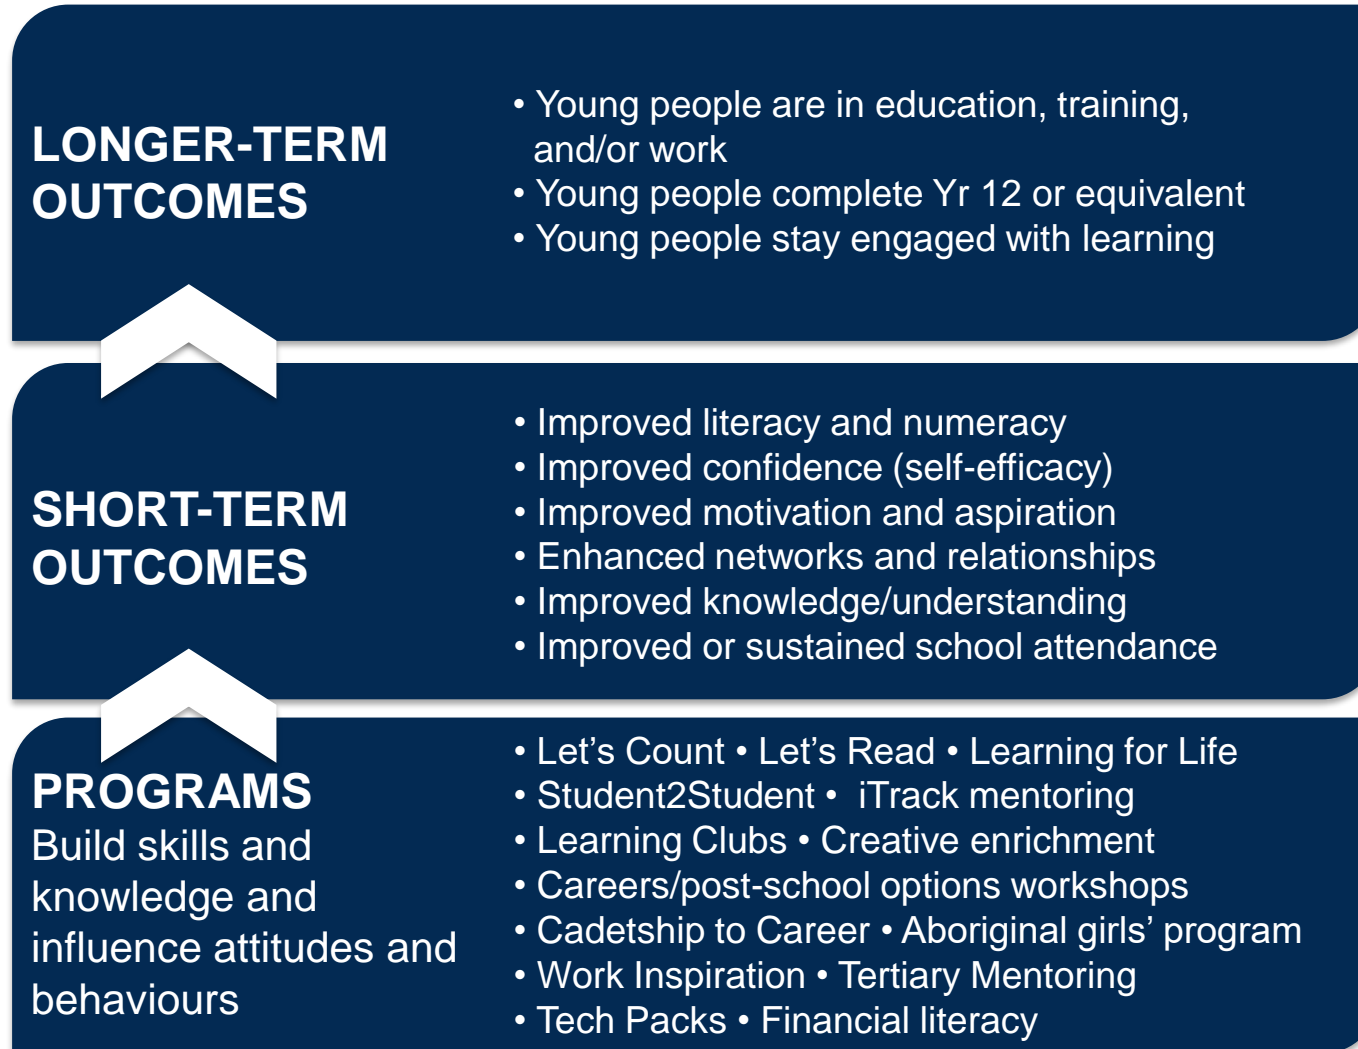 LONGER-TERM
OUTCOMES
• Young people are in education, training,
and/or work
• Young people complete Yr 12 or equivalent
• Young people stay engaged with learning
SHORT-TERM
OUTCOMES
• Improved literacy and numeracy
• Improved confidence (self-efficacy)
• Improved motivation and aspiration
• Enhanced networks and relationships
• Improved knowledge/understanding
• Improved or sustained school attendance
PROGRAMS
Build skills and
knowledge and
influence attitudes and
behaviours
• Let’s Count • Let’s Read • Learning for Life
• Student2Student • iTrack mentoring
• Learning Clubs • Creative enrichment
• Careers/post-school options workshops
• Cadetship to Career • Aboriginal girls’ program
• Work Inspiration • Tertiary Mentoring
• Tech Packs • Financial literacy